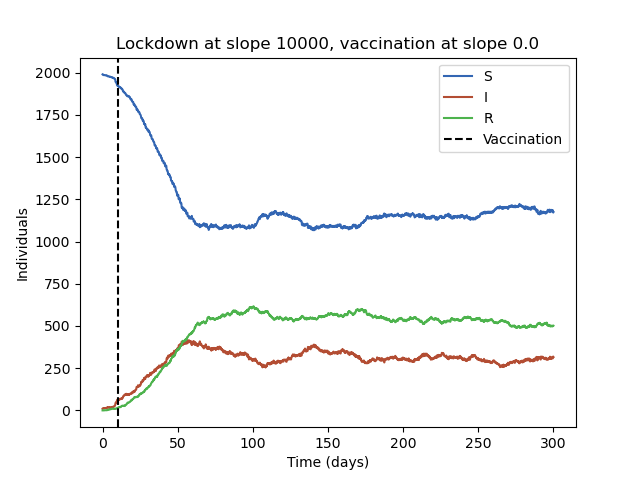 Lockdown at slope 10000, vaccination at slope 0.0
S
I
R
Vaccination
2000
1750
1500
1250
1000
750
500
250
0
Individuals
0 50 100 150 200 250 300
Time (days)